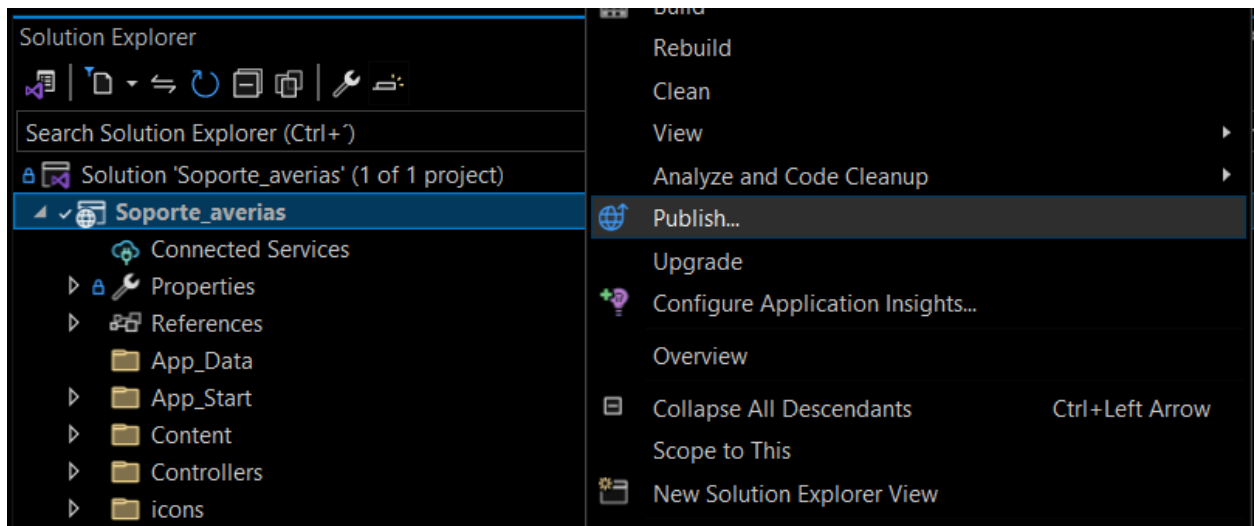 Solution Explorer
Search Solution Explorer (Ctrl+´)
Solution 'Soporte_averias' (1 of 1 project)
Soporte_averias
Connected Services
Properties
References
App_Data
App_Start
Content
Controllers
icons
Build
Rebuild
Clean
View
Analyze and Code Cleanup
Publish...
Upgrade
Configure Application Insights...
Overview
Collapse All Descendants Ctrl+Left Arrow
Scope to This
New Solution Explorer View